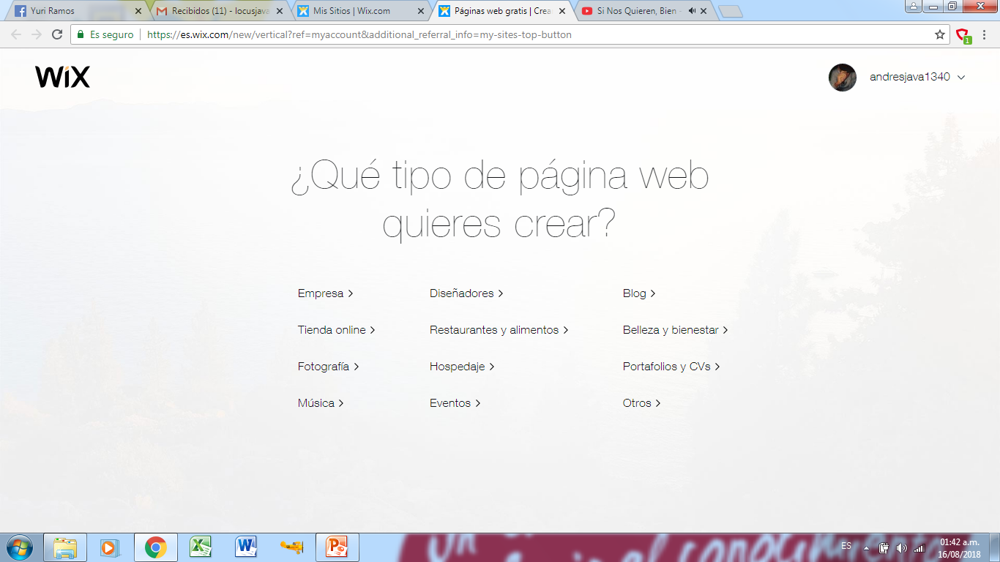 Yuri Ramos
Recibidos (11) - locusjava
Mis Sitios | Wix.com
Páginas web gratis | Crea
Si Nos Quieren, Bien -
Es seguro
https://es.wix.com/new/vertical?ref=myaccount&additional_referral_info=my-sites-top-button
1
WiX
andresjava1340
¿Qué tipo de página web
quieres crear?
Empresa >
Diseñadores >
Blog >
Tienda online >
Restaurantes y alimentos >
Belleza y bienestar >
Fotografía >
Hospedaje >
Portafolios y CVs >
Música >
Eventos >
Otros >
ES
01:42 a.m.
16/08/2018